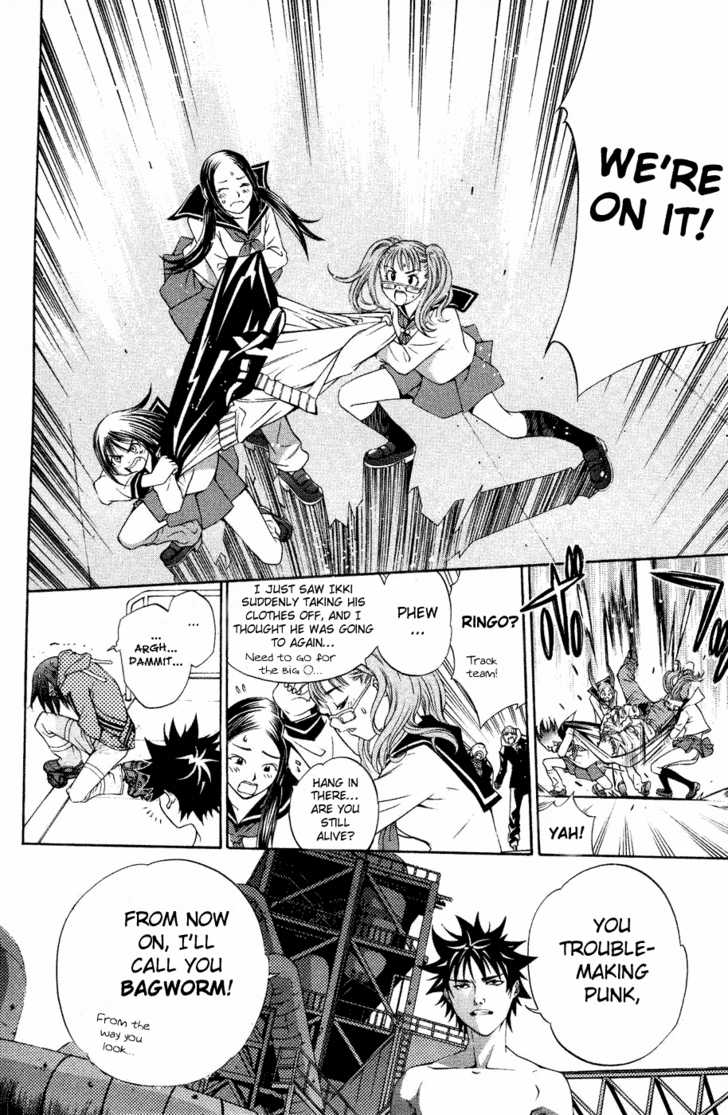 WE'RE
ON IT!
YAH!
RINGO?
Track
team!
PHEW
...
I JUST SAW IKKI
SUDDENLY TAKING HIS
CLOTHES OFF, AND I
THOUGHT HE WAS GOING
TO AGAIN...
Need to go for
the BIG O...
HANG IN
THERE...
ARE YOU
STILL
ALIVE?
...
...
ARGH...
DAMMIT...
YOU
TROUBLE-
MAKING
PUNK,
FROM NOW
ON, I'LL
CALL YOU
BAGWORM!
From the
way you
look...